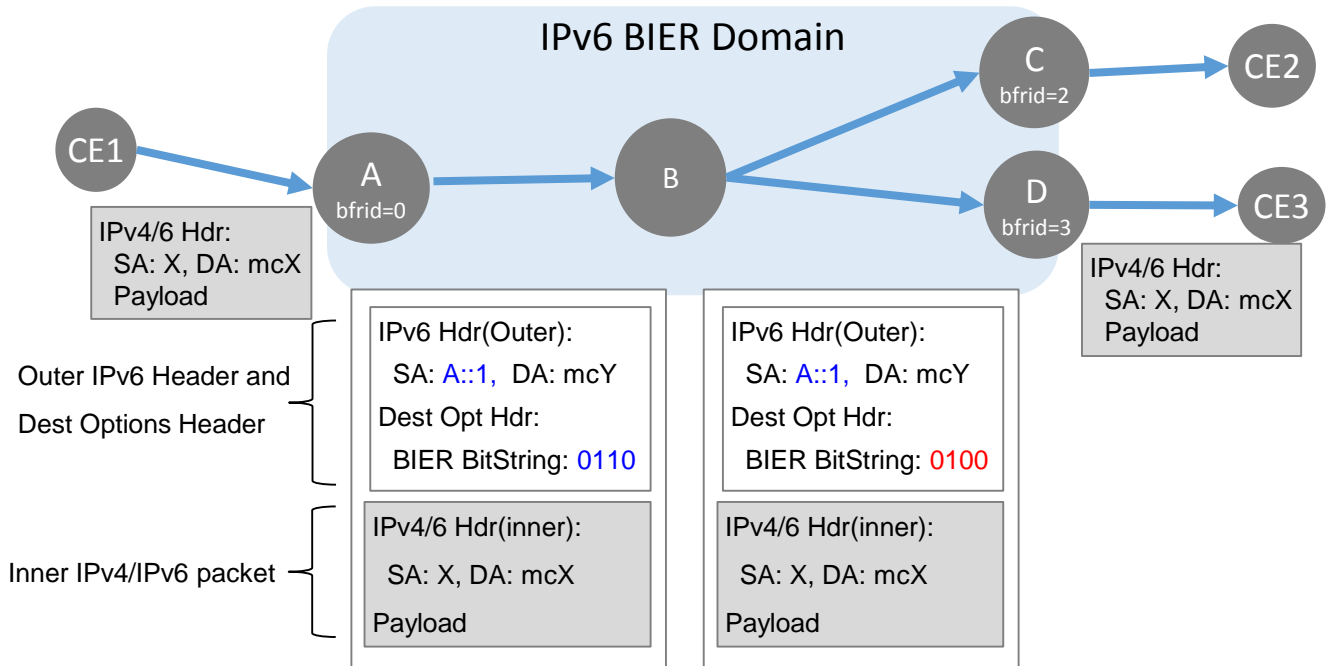 IPv6 BIER Domain
C
bfrid=2
CE2
CE1
A
bfrid=0
B
D
bfrid=3
CE3
IPv4/6 Hdr:
SA: X, DA: mcX
Payload
IPv4/6 Hdr:
SA: X, DA: mcX
Payload
Outer IPv6 Header and
Dest Options Header
IPv6 Hdr(Outer):
SA: A::1, DA: mcY
Dest Opt Hdr:
BIER BitString: 0110
IPv6 Hdr(Outer):
SA: A::1, DA: mcY
Dest Opt Hdr:
BIER BitString: 0100
Inner IPv4/IPv6 packet
IPv4/6 Hdr(inner):
SA: X, DA: mcX
Payload
IPv4/6 Hdr(inner):
SA: X, DA: mcX
Payload